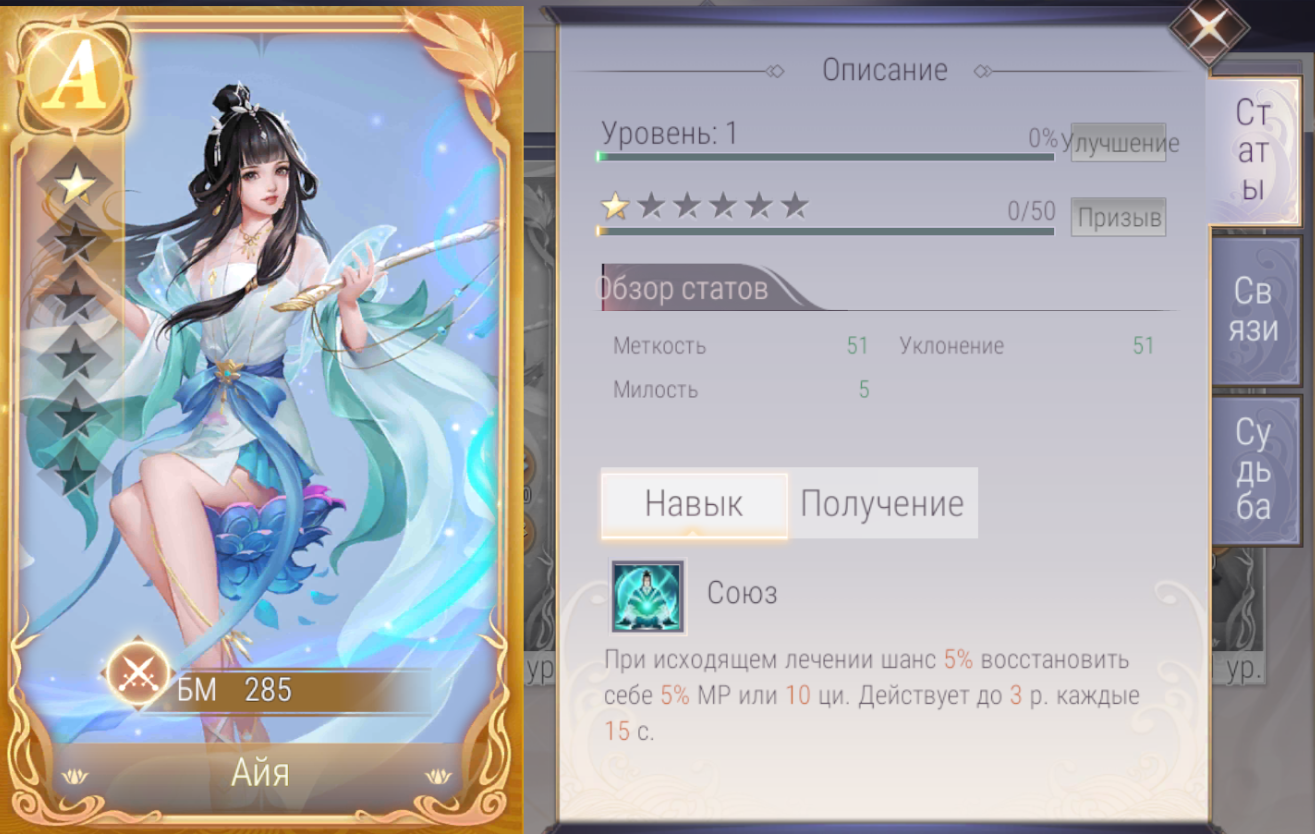 A
БМ 285
Айя
Описание
Уровень: 1
0%
Улучшение
0/50
Призыв
Обзор статов
Меткость 51 Уклонение 51
Милость 5
Навык Получение
Союз
При исходящем лечении шанс 5% восстановить
себе 5% МР или 10 ци. Действует до 3 р. каждые
15 с.
Ст
ат
ы
Св
язи
Су
дь
ба
ур.
ур.